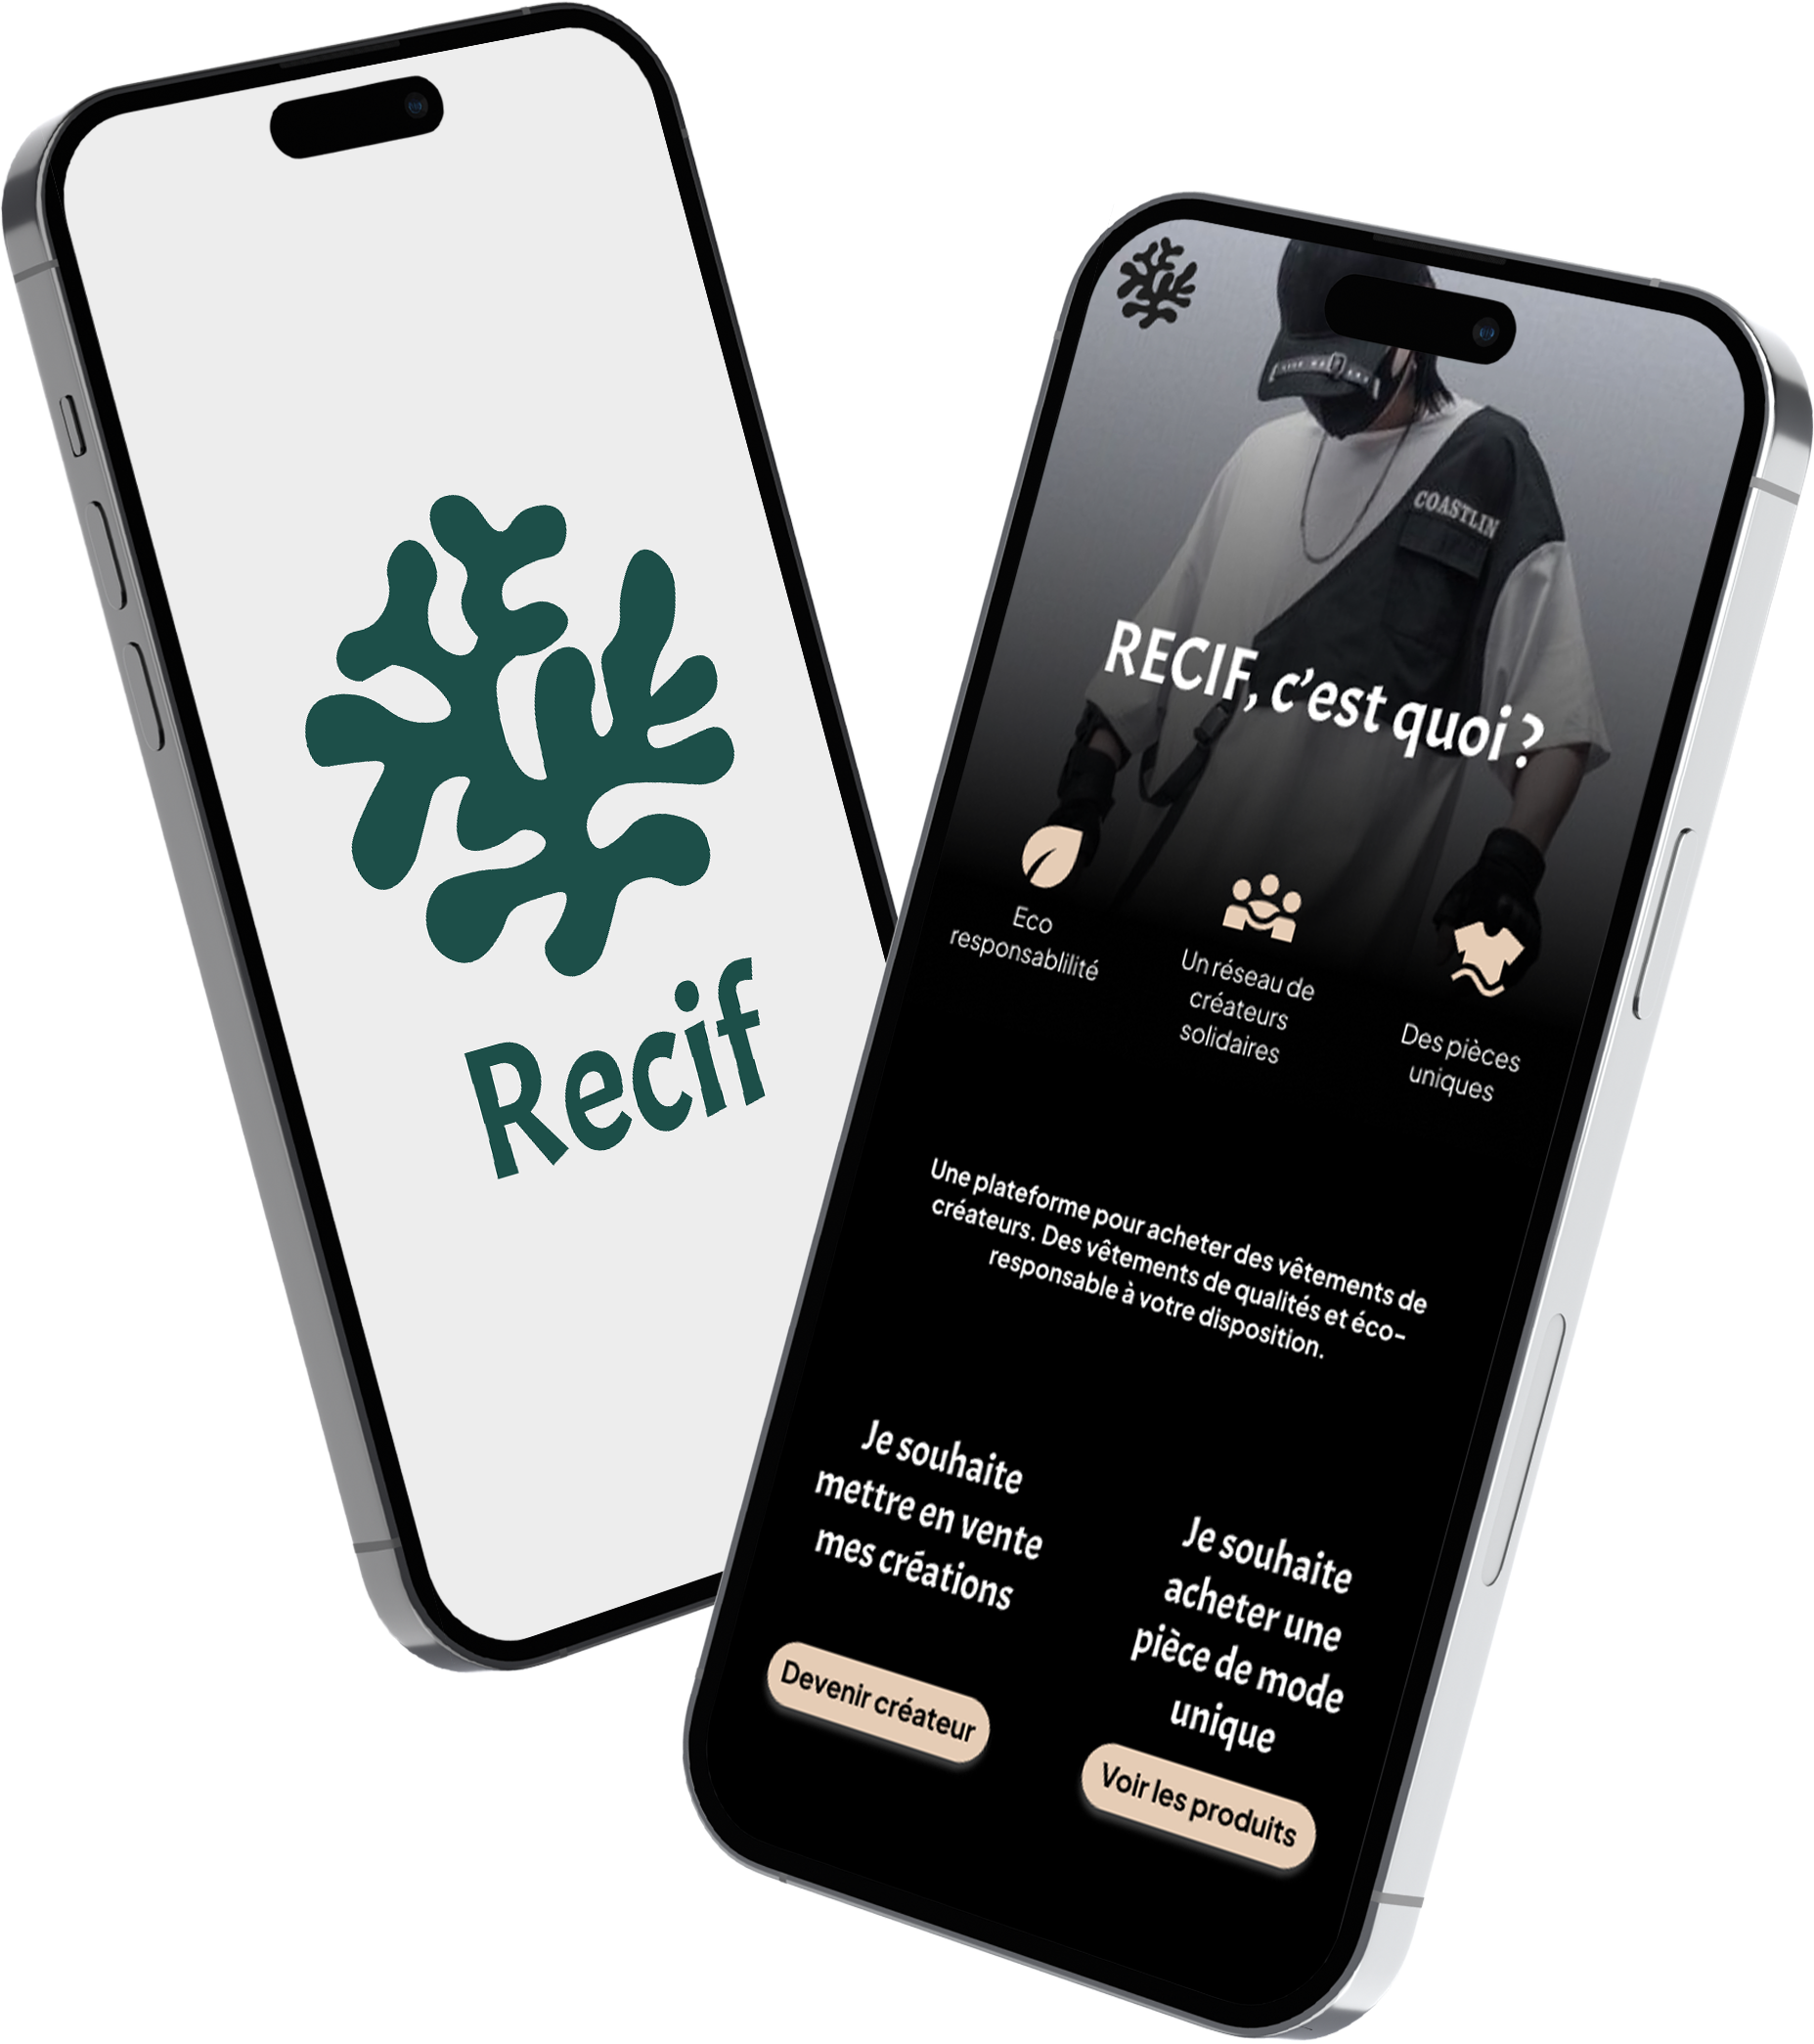 Recif
COASTLIN
RECIF, c’est quoi ?
Eco
responsablilité
Un réseau de
créateurs
solidaires
Des pièces
uniques
Une plateforme pour acheter des vêtements de
créateurs. Des vêtements de qualités et éco-
responsable à votre disposition.
Je souhaite
mettre en vente
mes créations
Devenir créateur
Je souhaite
acheter une
pièce de mode
unique
Voir les produits